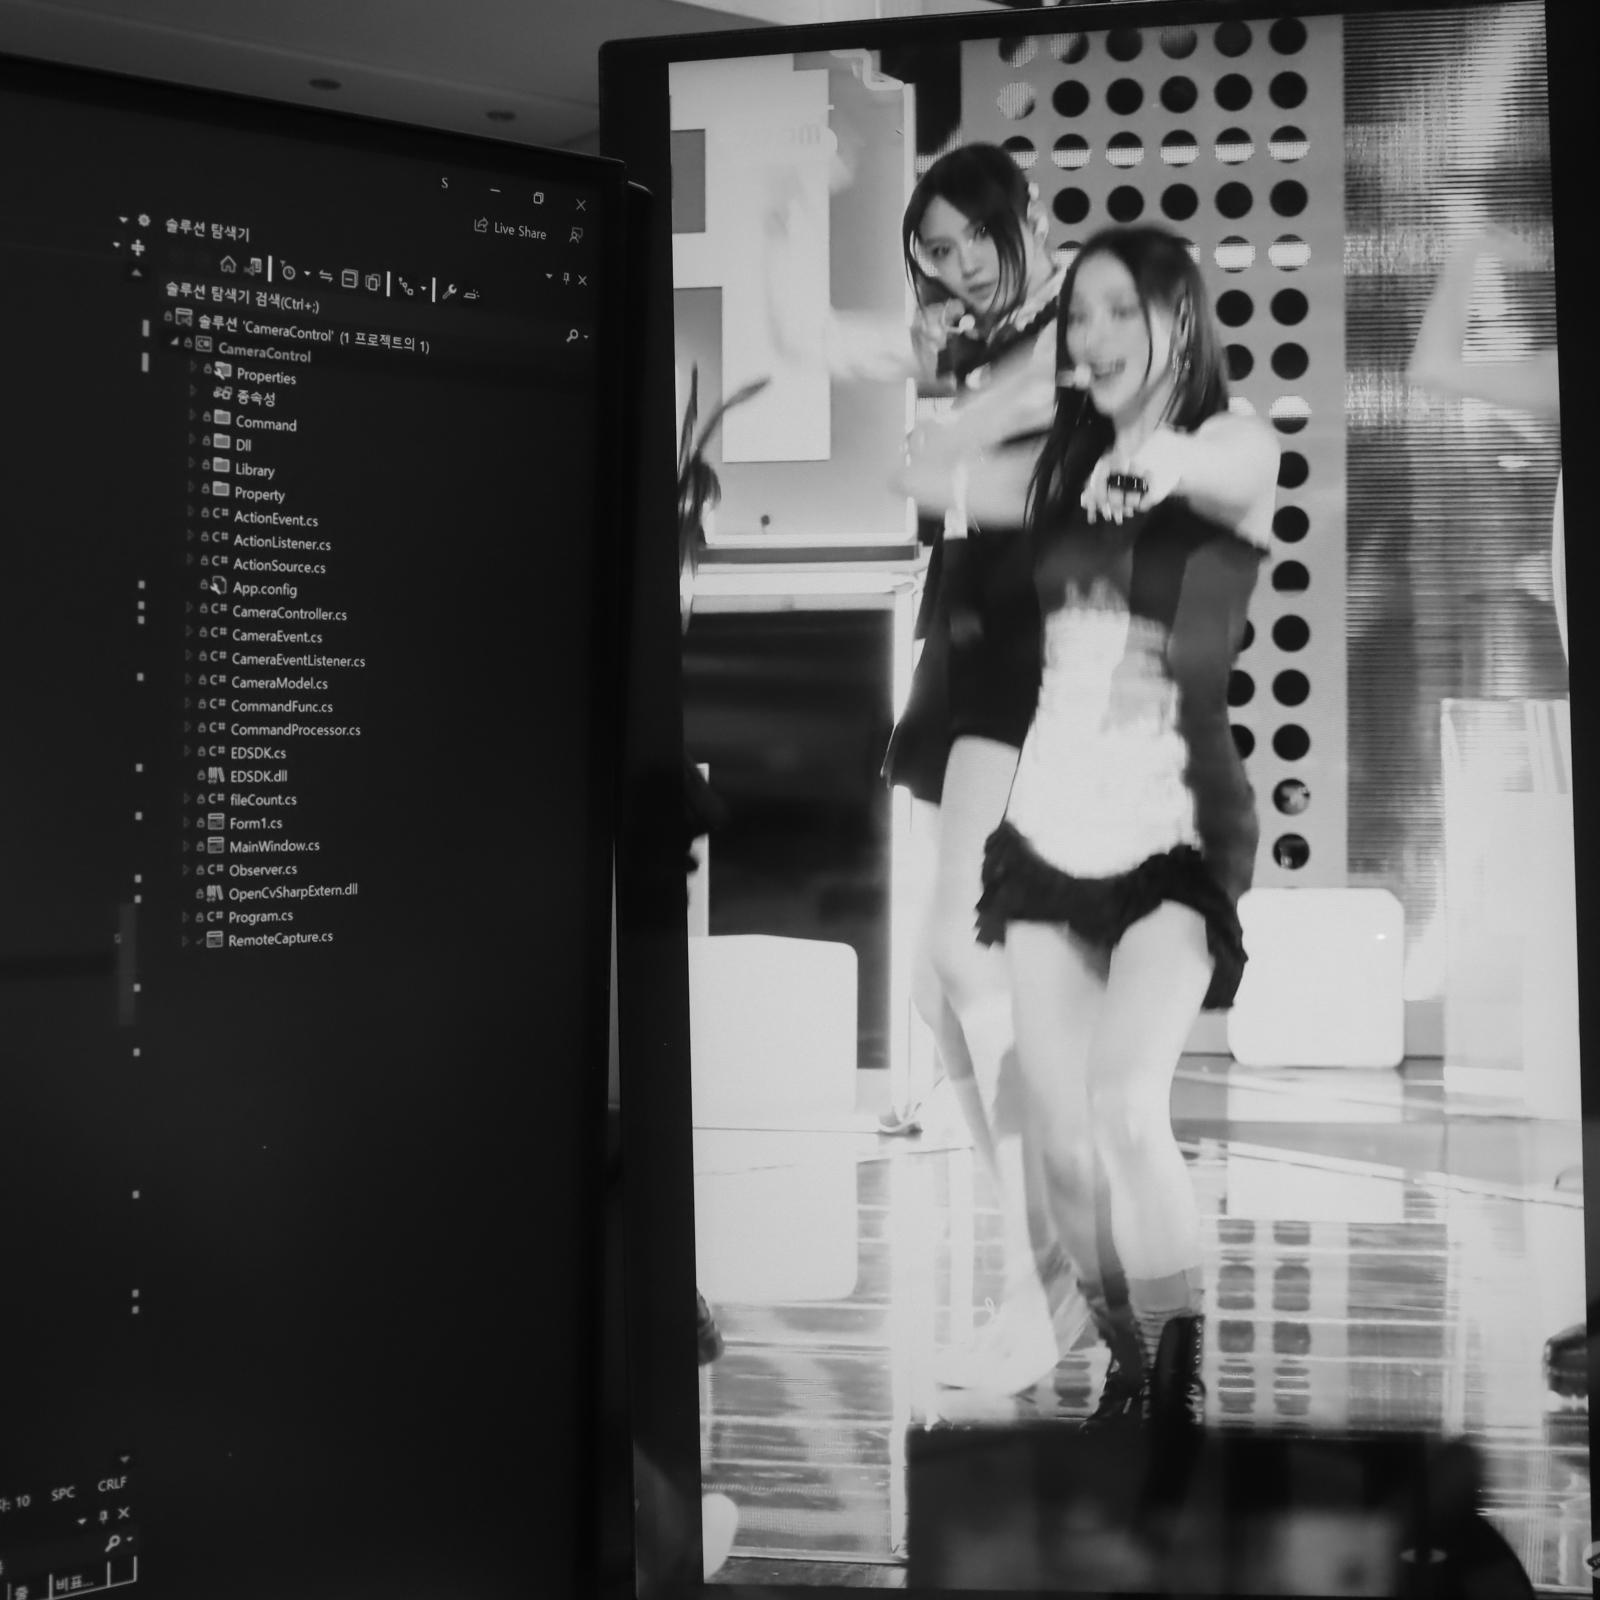 S
Live Share
솔루션 탐색기
솔루션 탐색기 검색(Ctrl+;)
솔루션 'CameraControl' (1 프로젝트의 1)
C# CameraControl
Properties
종속성
Command
Dll
Library
Property
C# ActionEvent.cs
C# ActionListener.cs
C# ActionSource.cs
App.config
C# CameraController.cs
C# CameraEvent.cs
C# CameraEventListener.cs
C# CameraModel.cs
C# CommandFunc.cs
C# CommandProcessor.cs
C# EDSDK.cs
EDSDK.dll
C# fileCount.cs
Form1.cs
MainWindow.cs
C# Observer.cs
OpenCvSharpExtern.dll
C# Program.cs
RemoteCapture.cs
: 10 SPC CRLF
줄 비표...